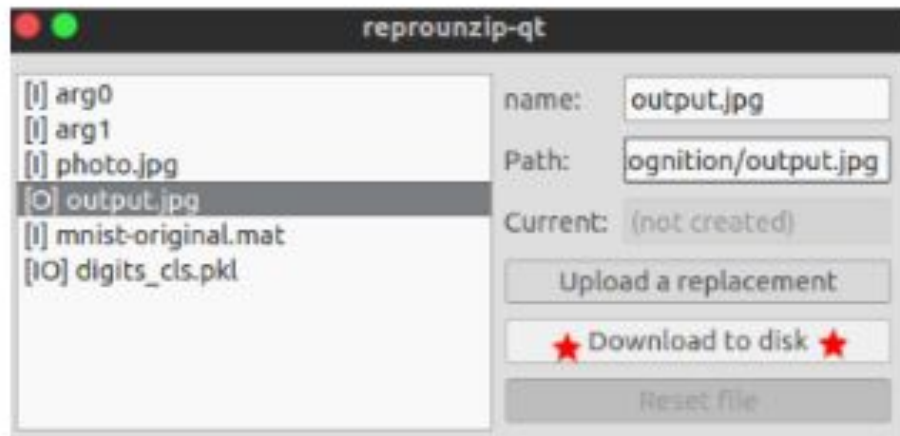 reprounzip-qt
[I] arg0
[I] arg1
[I] photo.jpg
[O] output.jpg
[I] mnist-original.mat
[IO] digits_cls.pkl
name: output.jpg
Path: ognition/output.jpg
Current: (not created)
Upload a replacement
Download to disk
Reset file